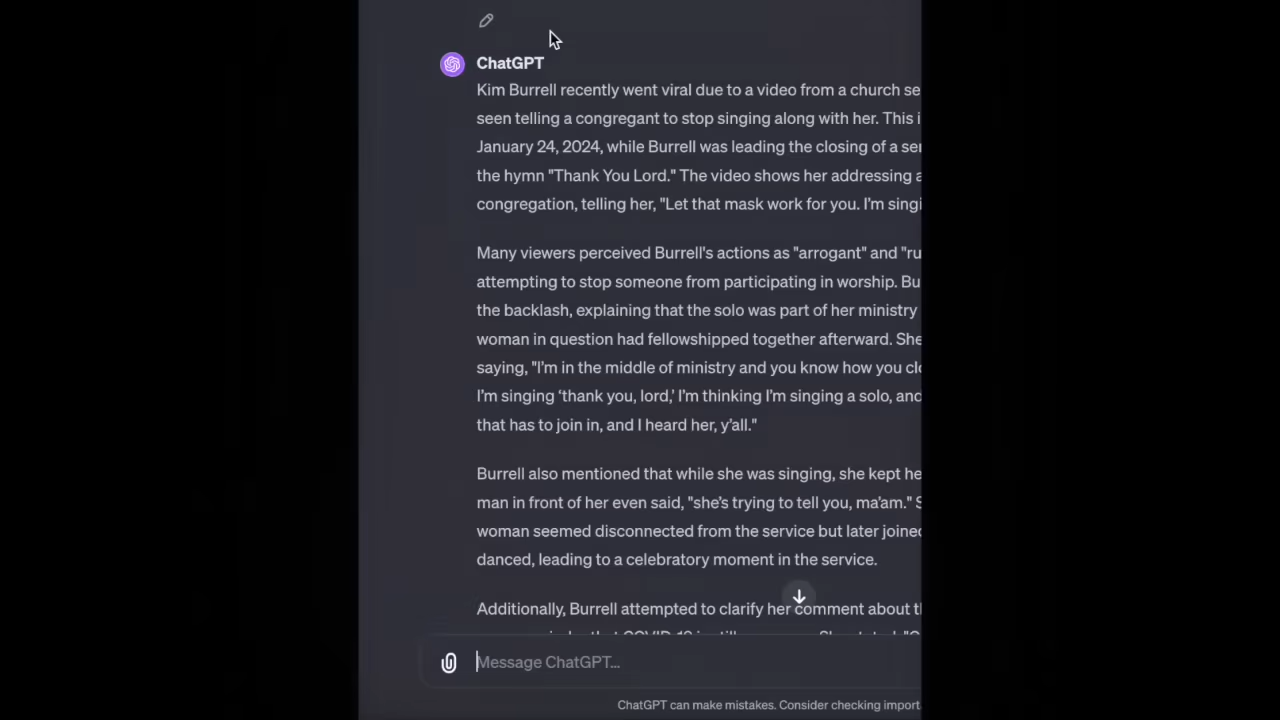 ChatGPT
Kim Burrell recently went viral due to a video from a church se
seen telling a congregant to stop singing along with her. This i
January 24, 2024, while Burrell was leading the closing of a ser
the hymn "Thank You Lord." The video shows her addressing a
congregation, telling her, "Let that mask work for you. I'm singi
Many viewers perceived Burrell's actions as "arrogant" and "ru
attempting to stop someone from participating in worship. Bu
the backlash, explaining that the solo was part of her ministry
woman in question had fellowshipped together afterward. She
saying, "I'm in the middle of ministry and you know how you clo
I'm singing ‘thank you, lord,’ I'm thinking I'm singing a solo, and
that has to join in, and I heard her, y'all."
Burrell also mentioned that while she was singing, she kept he
man in front of her even said, "she's trying to tell you, ma'am." S
woman seemed disconnected from the service but later joined
danced, leading to a celebratory moment in the service.
Additionally, Burrell attempted to clarify her comment about th
Message ChatGPT...
ChatGPT can make mistakes. Consider checking import